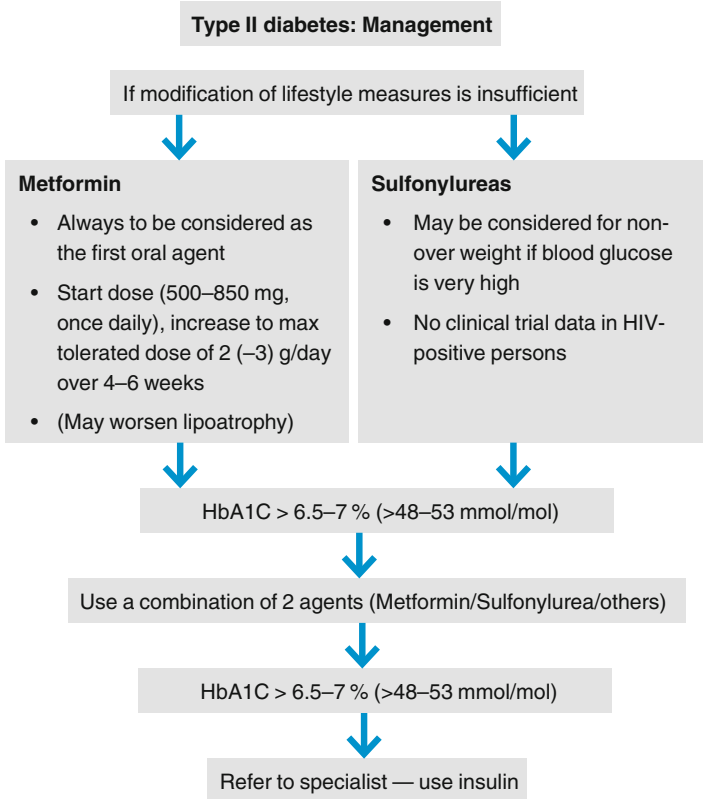 Type II diabetes: Management
If modification of lifestyle measures is insufficient
Metformin
• Always to be considered as
the first oral agent
• Start dose (500–850 mg,
once daily), increase to max
tolerated dose of 2 (–3) g/day
over 4–6 weeks
• (May worsen lipoatrophy)
Sulfonylureas
• May be considered for non-
over weight if blood glucose
is very high
• No clinical trial data in HIV-
positive persons
HbA1C > 6.5–7 % (>48–53 mmol/mol)
Use a combination of 2 agents (Metformin/Sulfonylurea/others)
HbA1C > 6.5–7 % (>48–53 mmol/mol)
Refer to specialist — use insulin